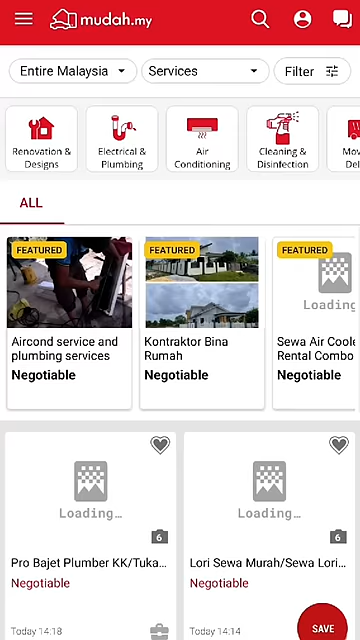 mudah.my
Entire Malaysia
Services
Filter
Renovation &
Designs
Electrical &
Plumbing
Air
Conditioning
Cleaning &
Disinfection
Mov
Del
ALL
FEATURED
FEATURED
FEATURED
Loading
Aircond service and
plumbing services
Negotiable
Kontraktor Bina
Rumah
Negotiable
Sewa Air Coole
Rental Combo
Negotiable
Loading...
6
Loading...
6
Pro Bajet Plumber KK/Tuka...
Negotiable
Lori Sewa Murah/Sewa Lori...
Negotiable
Today 14:18
Today 14:14
SAVE